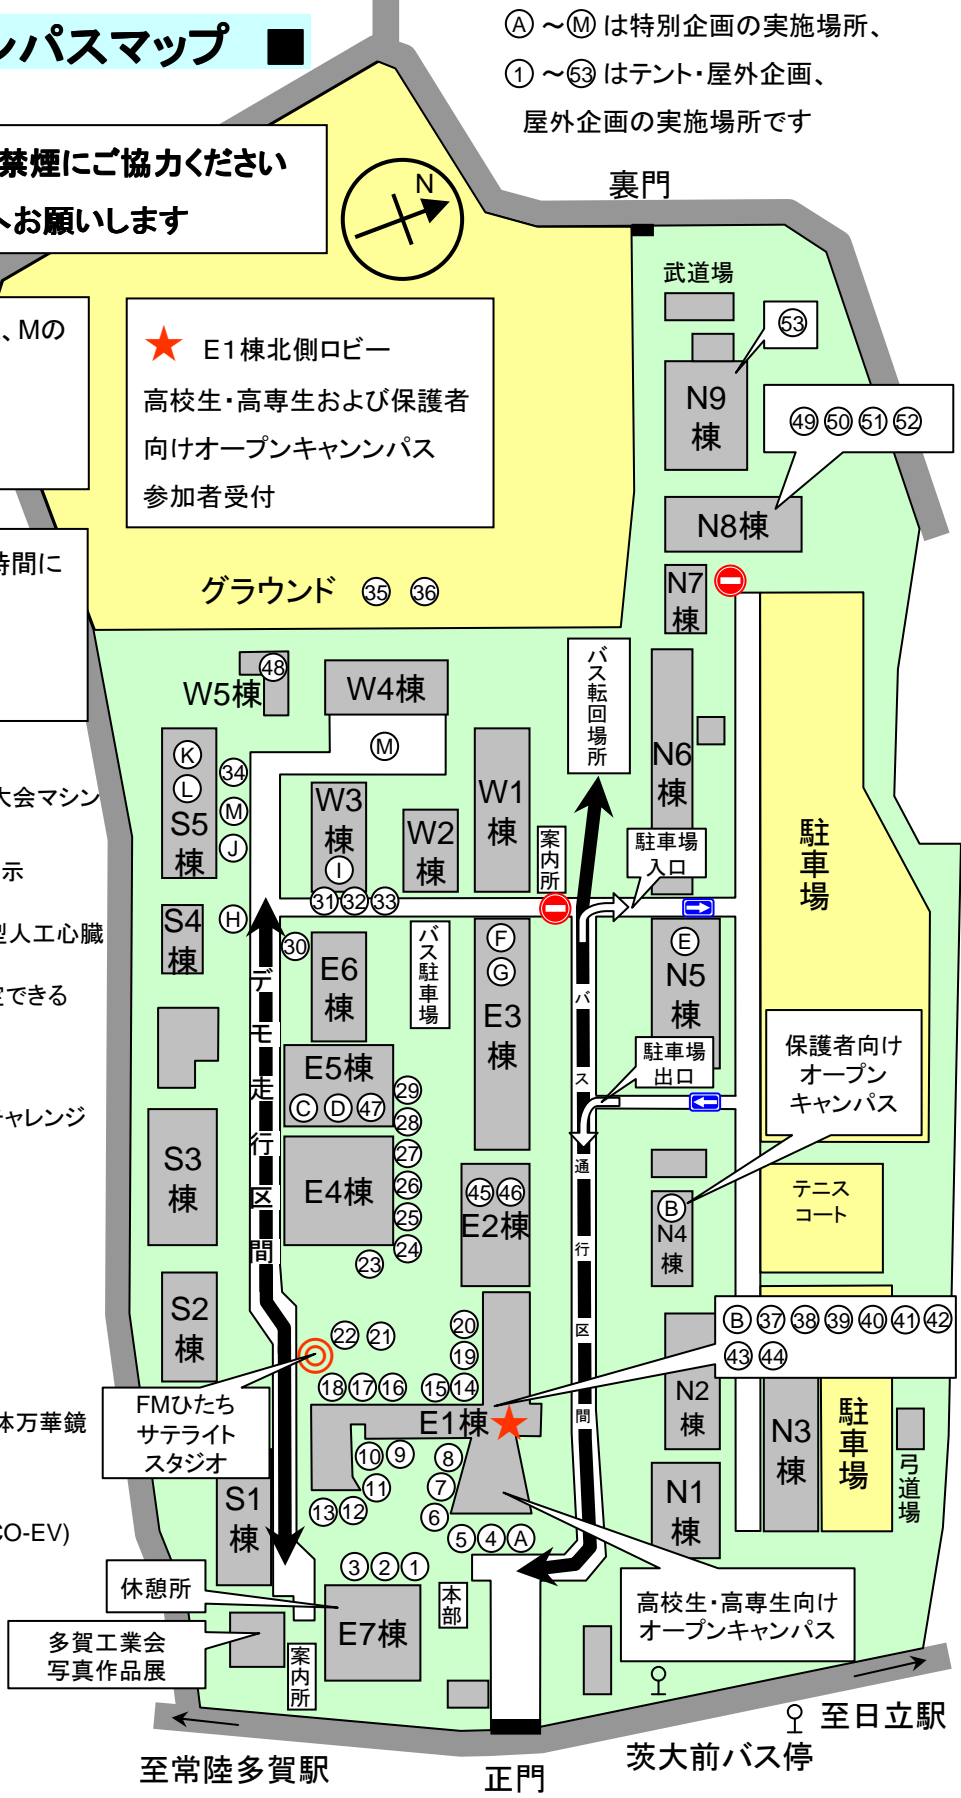 ンパスマップ ■
Ⓐ～Ⓜは特別企画の実施場所、
①～㊼はテント・屋外企画、
屋外企画の実施場所です
禁煙にご協力ください
へお願いします
N
裏門
、Mの
★ E1棟北側ロビー
高校生・高専生および保護者
向けオープンキャンンパス
参加者受付
時間に
武道場
53
N9
棟
49 50 51 52
N8棟
N7
棟
グラウンド 35 36
バス転回場所
48
W5棟
W4棟
M
K
L
S5
棟
34
M
J
W3
棟
I
W2
棟
W1
棟
N6
棟
案内所
駐車場
入口
駐車場
大会マシン
示
31 32 33
型人工心臓
S4
棟
H
30
E6
棟
バス駐車場
F
G
E3
棟
E
N5
棟
定できる
デモ走行区間
バス通行区間
E5棟
C D 47
29
28
27
26
25
24
23
駐車場
出口
保護者向け
オープン
キャンパス
チャレンジ
S3
棟
E4棟
45 46
E2棟
B
N4
棟
テニス
コート
S2
棟
22 21
20
19
18 17 16 15 14
B 37 38 39 40 41 42
43 44
FMひたち
サテライト
スタジオ
体万華鏡
E1棟
N2
棟
N3
棟
駐車場
弓道場
10 9
11
13 12
8
7
6
5 4 A
S1
棟
N1
棟
CO-EV)
3 2 1
休憩所
本部
E7棟
高校生・高専生向け
オープンキャンパス
多賀工業会
写真作品展
案内所
至日立駅
茨大前バス停
至常陸多賀駅
正門